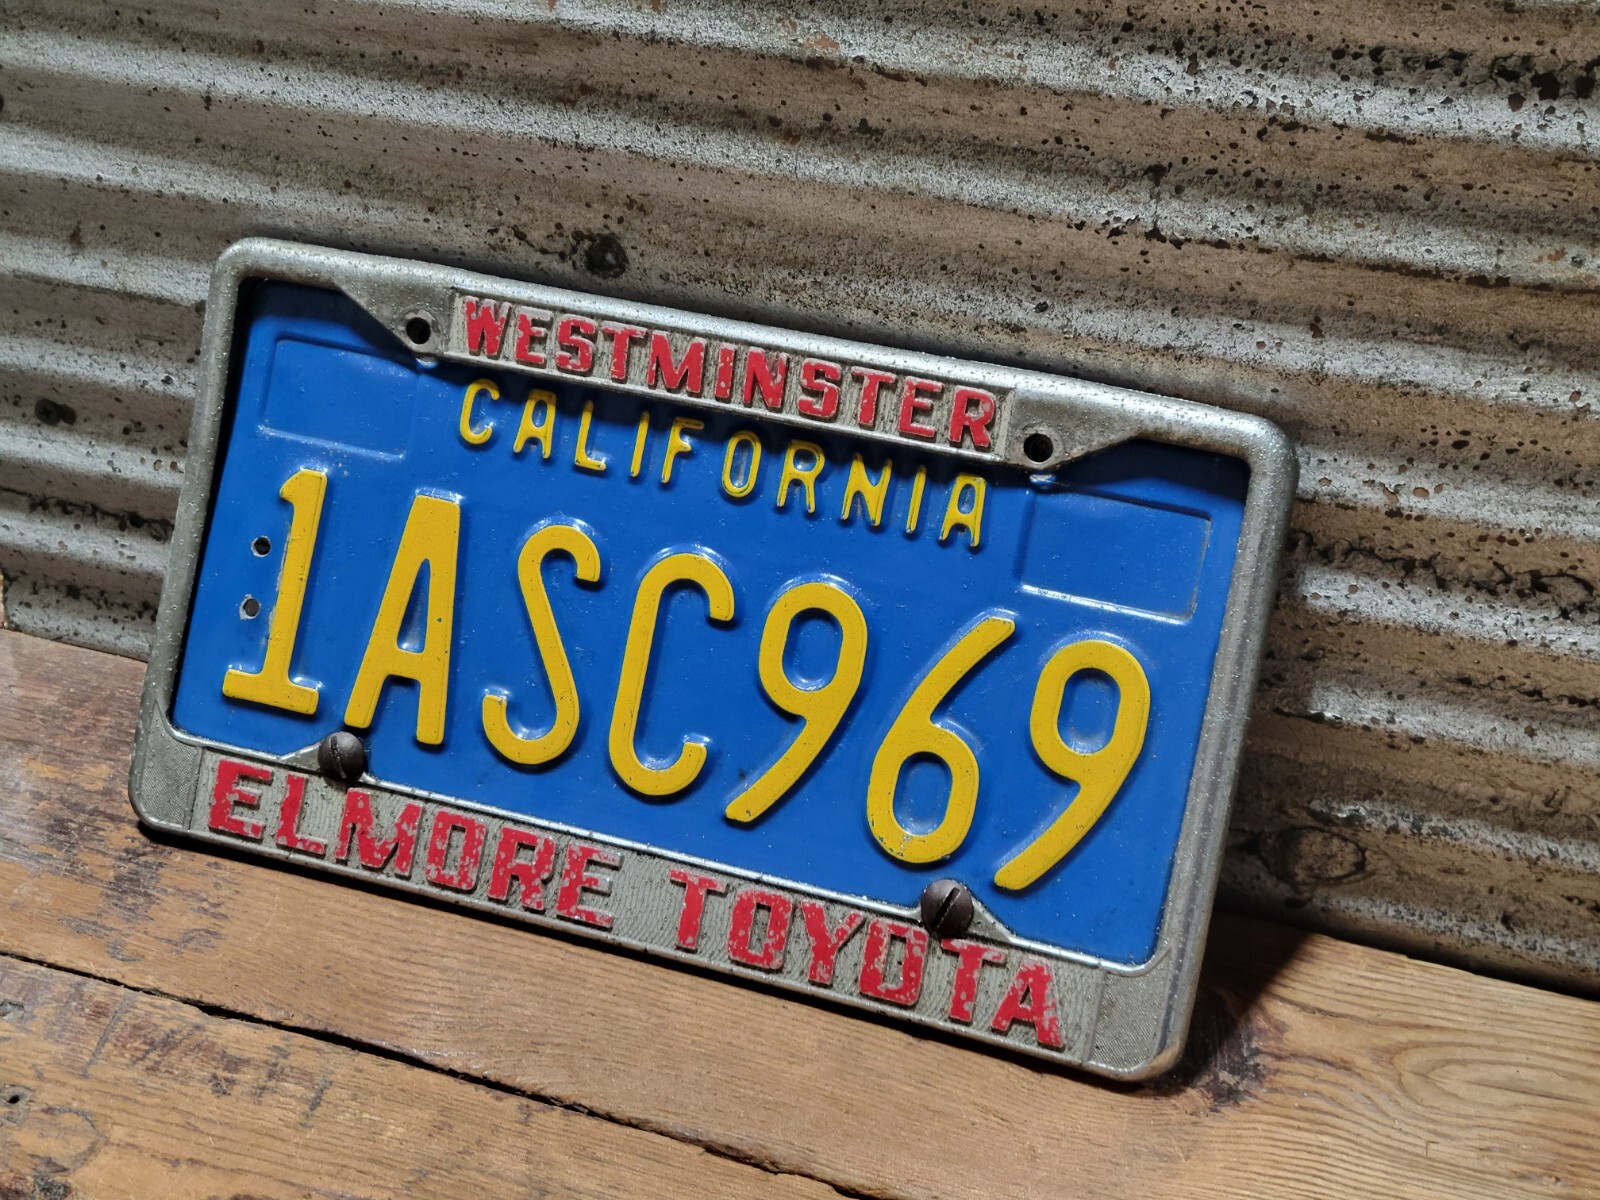 WESTMINSTER
CALIFORNIA
1ASC969
ELMORE TOYOTA